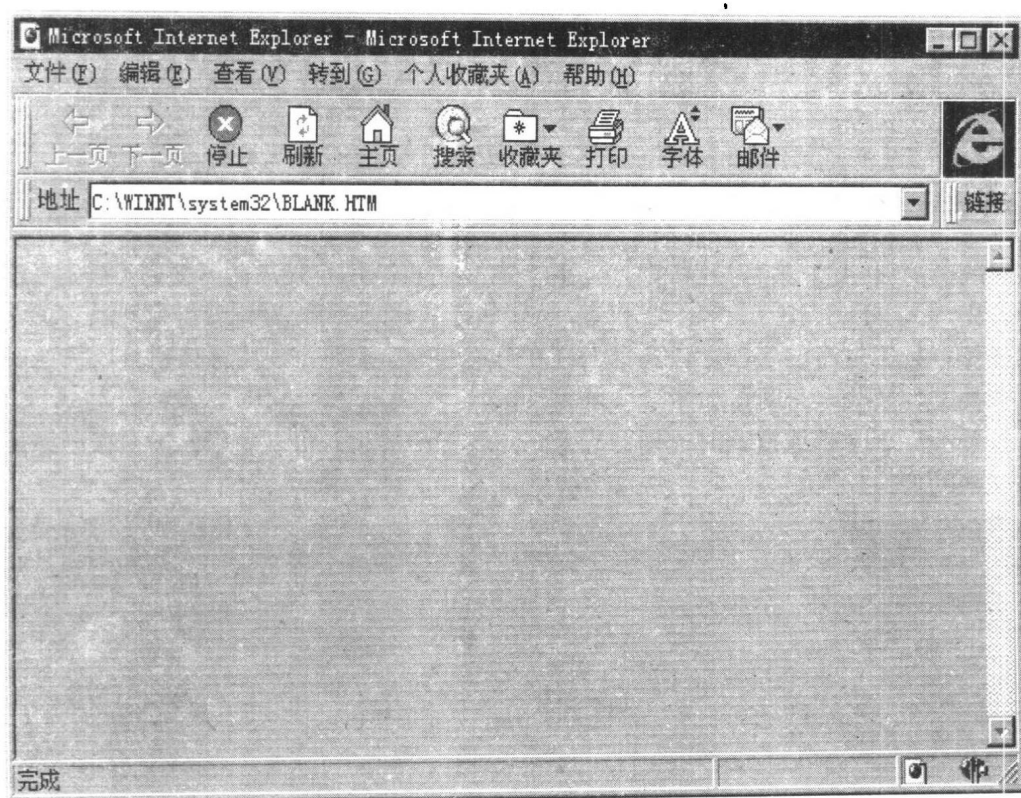 Microsoft Internet Explorer - Microsoft Internet Explorer
文件(F) 编辑(E) 查看(V) 转到(G) 个人收藏夹(A) 帮助(H)
上一页 下一页 停止 刷新 主页 搜索 收藏夹 打印 字体 邮件
地址 C:\WINNT\system32\BLANK.HTM 链接
完成